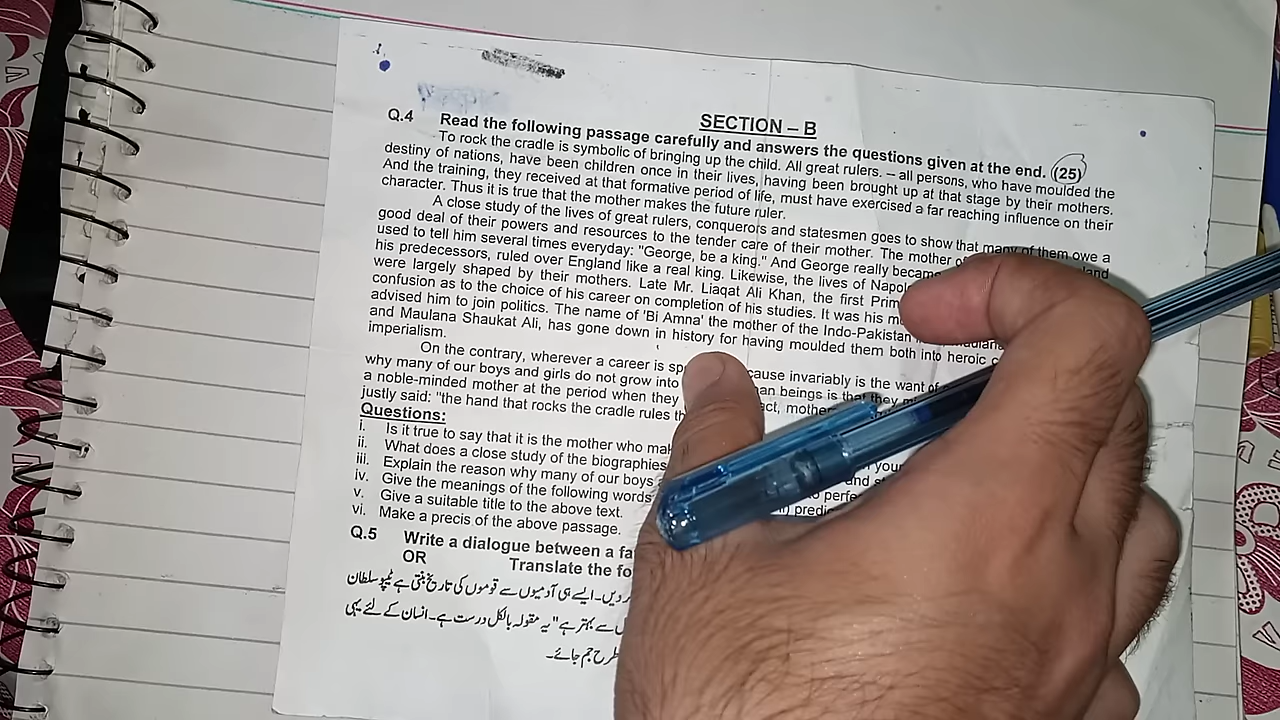 SECTION – B
Q.4 Read the following passage carefully and answers the questions given at the end. (25)
To rock the cradle is symbolic of bringing up the child. All great rulers. – all persons, who have moulded the
destiny of nations, have been children once in their lives, having been brought up at that stage by their mothers.
And the training, they received at that formative period of life, must have exercised a far reaching influence on their
character. Thus it is true that the mother makes the future ruler.
A close study of the lives of great rulers, conquerors and statesmen goes to show that many of them owe a
good deal of their powers and resources to the tender care of their mother. The mother of
used to tell him several times everyday: "George, be a king." And George really became
his predecessors, ruled over England like a real king. Likewise, the lives of
were largely shaped by their mothers. Late Mr. Liaqat Ali Khan, the first
confusion as to the choice of his career on completion of his studies. It was his
advised him to join politics. The name of 'Bi Amna' the mother of the Indo-Pakistan
and Maulana Shaukat Ali, has gone down in history for having moulded them both into heroic
imperialism.
On the contrary, wherever a career is cause invariably is the want of
why many of our boys and girls do not grow into beings is that they
a noble-minded mother at the period when they
justly said: "the hand that rocks the cradle rules
Questions:
i. Is it true to say that it is the mother who
ii. What does a close study of the biographies
iii. Explain the reason why many of our boys
iv. Give the meanings of the following words
v. Give a suitable title to the above text.
vi. Make a precis of the above passage.
Q.5 Write a dialogue between a
OR Translate the
دیں۔ ایسے ہی آدمیوں سے قوموں کی تاریخ بنتی ہے ٹیپو سلطان
سے بہتر ہے" یہ مقولہ بالکل درست ہے۔ انسان کے لئے یہی
طرح جم جائے۔